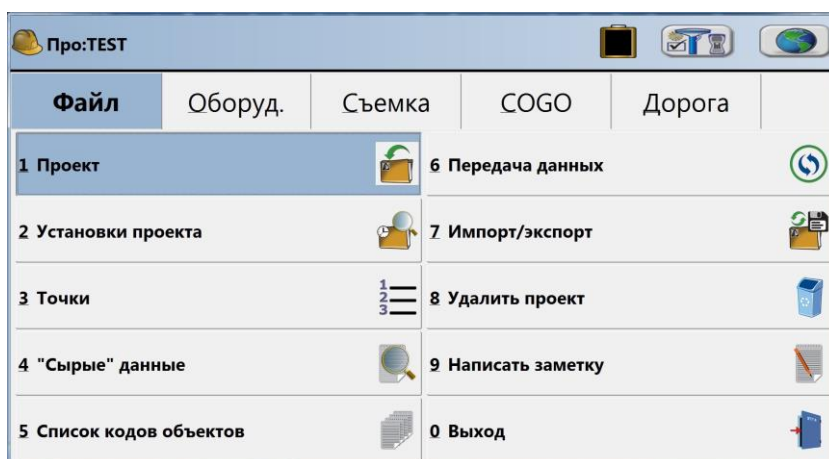 Про:TEST
Файл Оборуд. Съемка COGO Дорога
1 Проект
6 Передача данных
2 Установки проекта
7 Импорт/экспорт
3 Точки
8 Удалить проект
4 "Сырые" данные
9 Написать заметку
5 Список кодов объектов
0 Выход